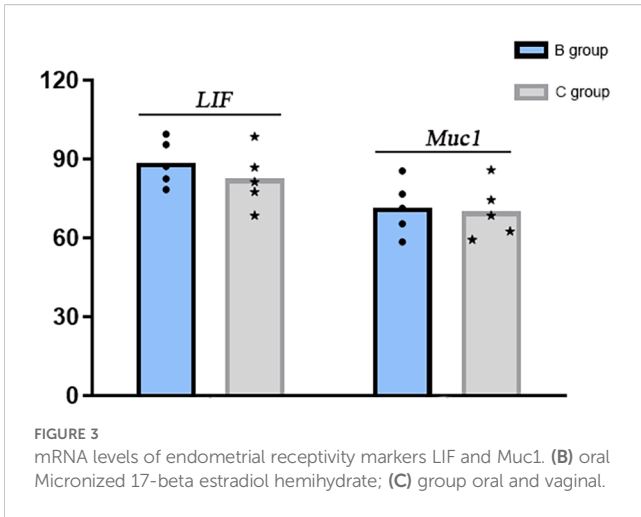 B group
C group
120
90
60
30
0
LIF
Muc1
FIGURE 3
mRNA levels of endometrial receptivity markers LIF and Muc1. (B) oral
Micronized 17-beta estradiol hemihydrate; (C) group oral and vaginal.